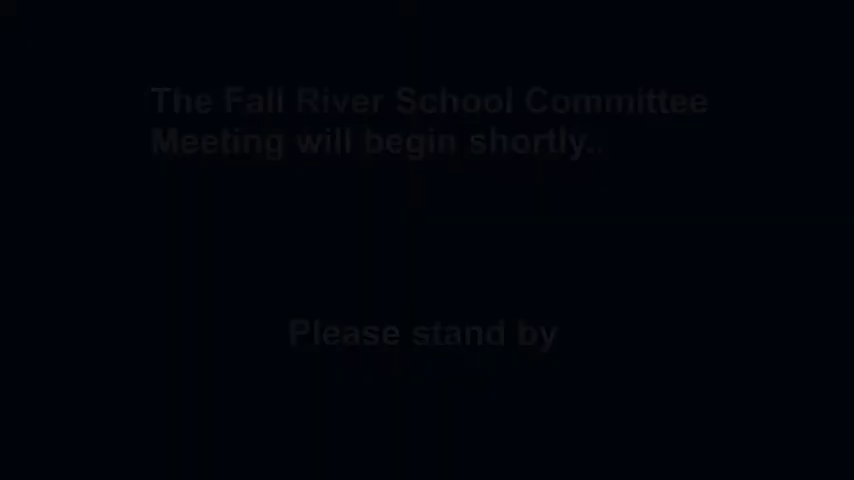 The Fall River School Committee
Meeting will begin shortly..
Please stand by